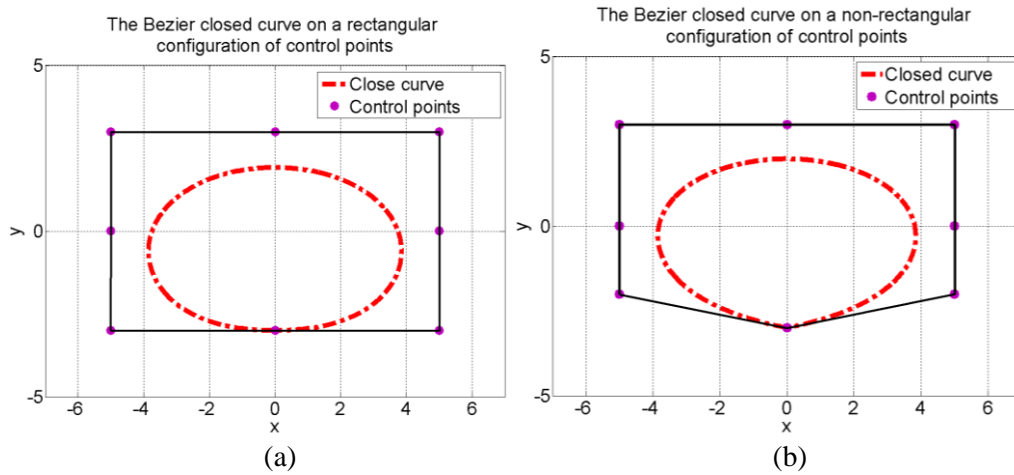 The Bezier closed curve on a rectangular
configuration of control points
5
Close curve
Control points
y
0
-5
-6 -4 -2 0 2 4 6
x
(a)
The Bezier closed curve on a non-rectangular
configuration of control points
5
Closed curve
Control points
y
0
-5
-6 -4 -2 0 2 4 6
x
(b)